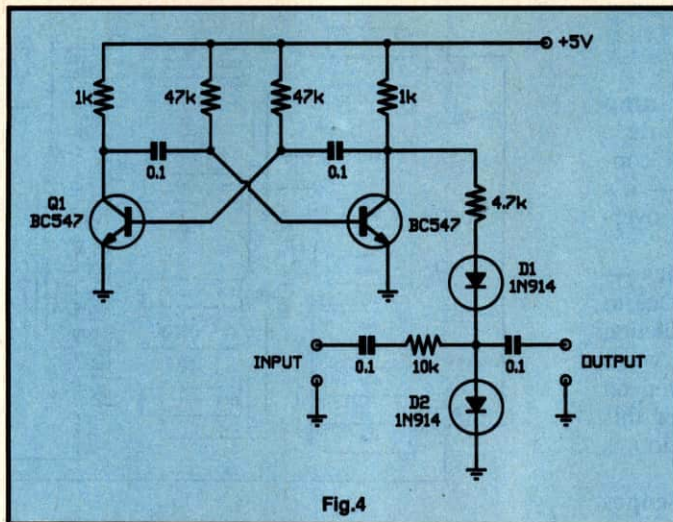 +5V
1k
47k
47k
1k
0.1
0.1
Q1
BC547
BC547
4.7k
D1
1N914
INPUT
0.1
10k
0.1
OUTPUT
D2
1N914
Fig.4